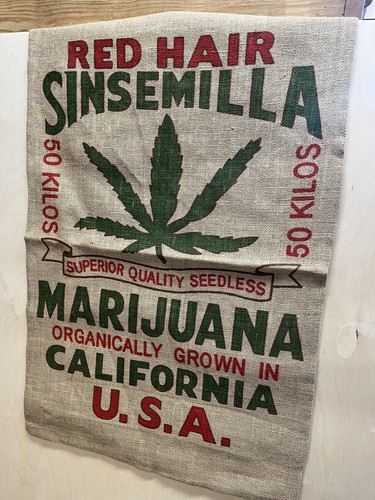 RED HAIR
SINSEMILLA
50 KILOS
50 KILOS
SUPERIOR QUALITY SEEDLESS
MARIJUANA
ORGANICALLY GROWN IN
CALIFORNIA
U.S.A.